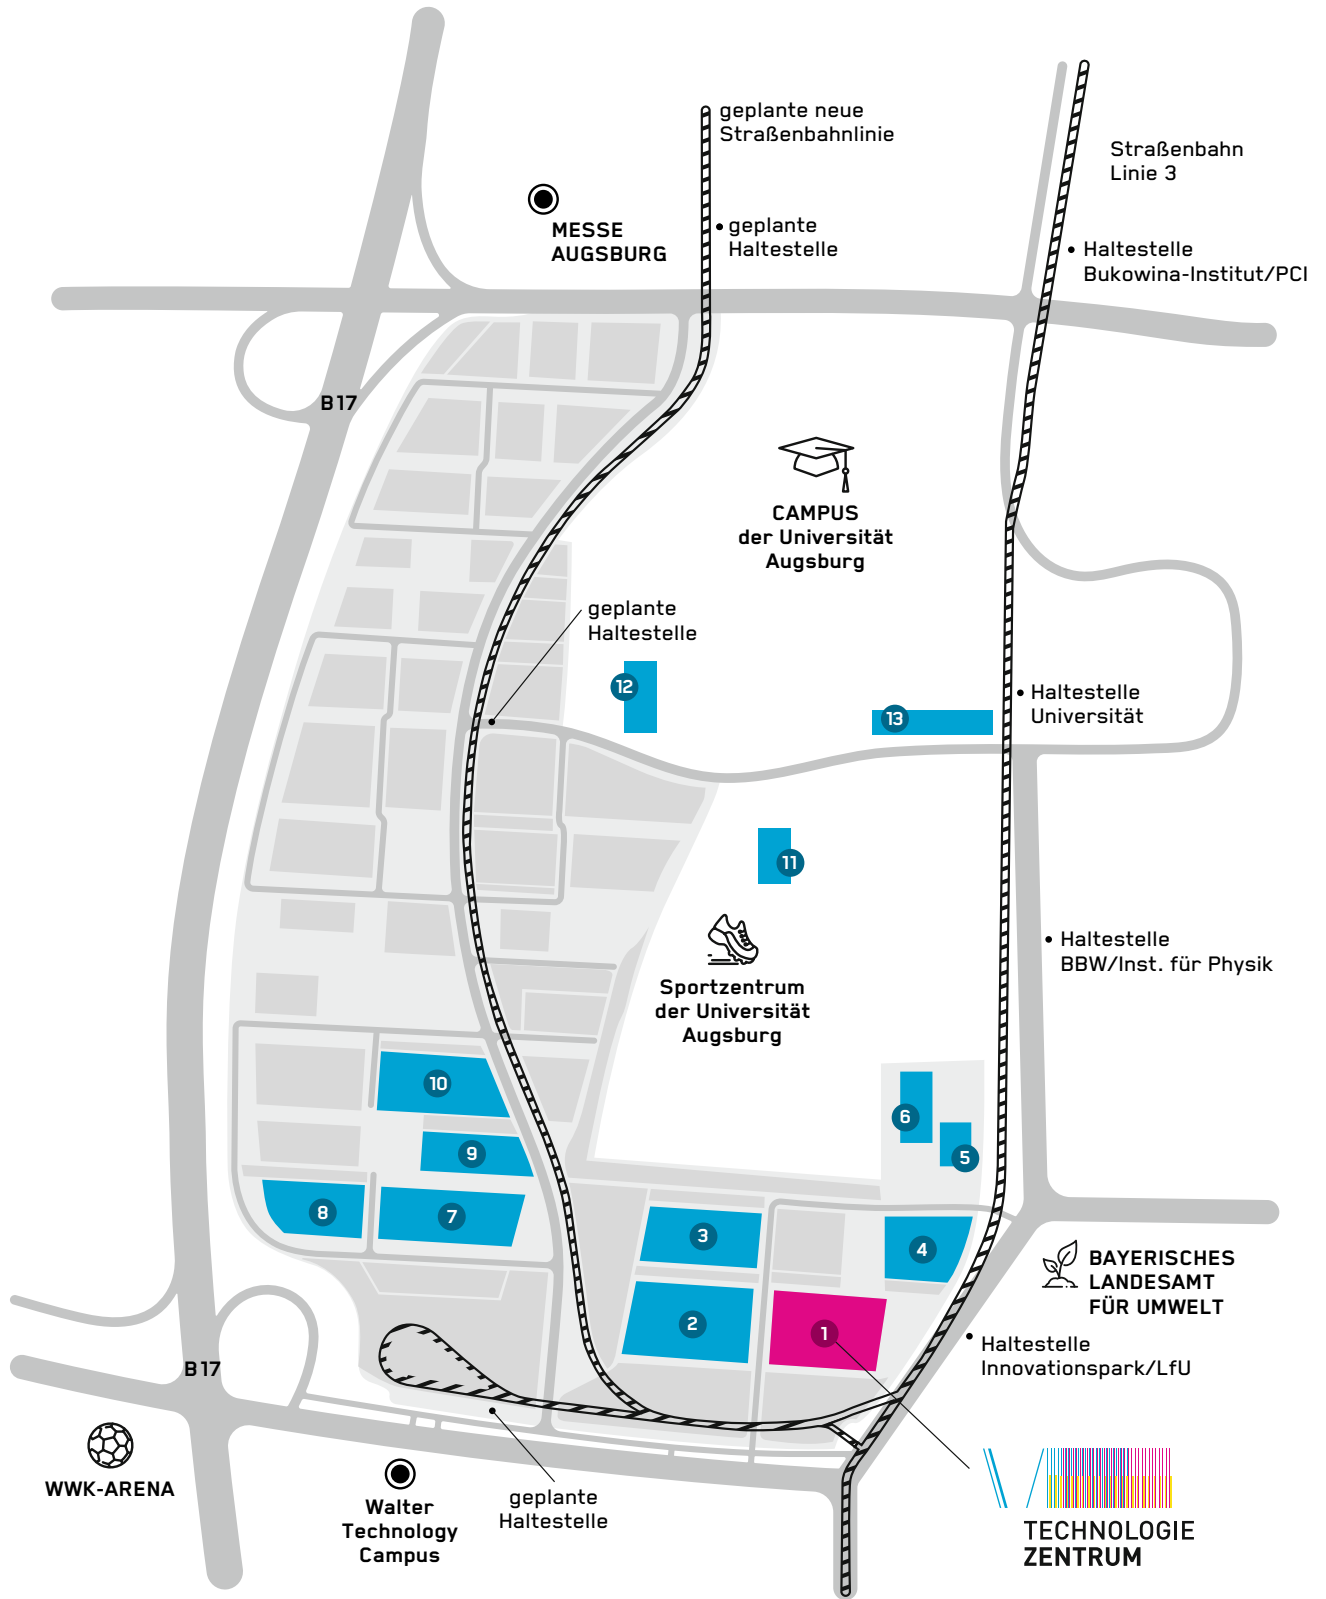 geplante neue
Straßenbahnlinie
Straßenbahn
Linie 3
MESSE
AUGSBURG
geplante
Haltestelle
Haltestelle
Bukowina-Institut/PCI
B 17
CAMPUS
der Universität
Augsburg
geplante
Haltestelle
12
13
Haltestelle
Universität
11
Sportzentrum
der Universität
Augsburg
Haltestelle
BBW/Inst. für Physik
10
6
9
5
8
7
3
4
BAYERISCHES
LANDESAMT
FÜR UMWELT
2
1
Haltestelle
Innovationspark/LfU
B 17
WWK-ARENA
Walter
Technology
Campus
geplante
Haltestelle
TECHNOLOGIE
ZENTRUM